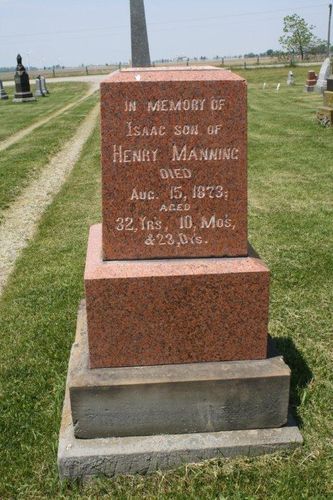 IN MEMORY OF
ISAAC SON OF
HENRY MANNING
DIED
AUG. 15, 1873;
AGED
32, YRS, 10, MOS,
& 23, DYS.